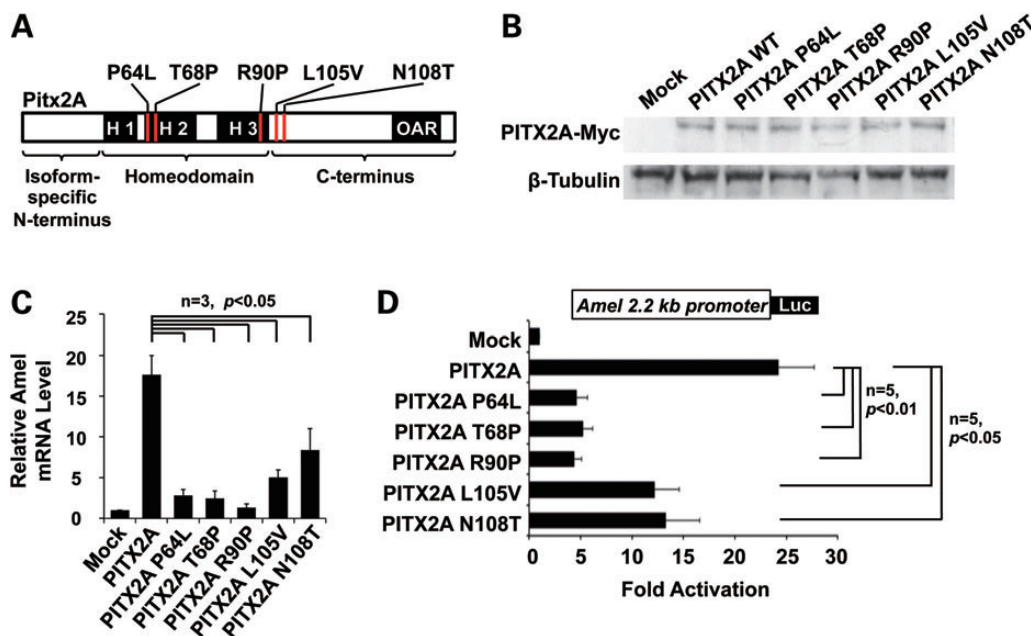 A
P64L T68P R90P L105V N108T
Pitx2A
H 1 H 2 H 3 OAR
Isoform-
specific
N-terminus
Homeodomain
C-terminus
B
Mock
PITX2A WT
PITX2A P64L
PITX2A T68P
PITX2A R90P
PITX2A L105V
PITX2A N108T
PITX2A-Myc
β-Tubulin
C
n=3, p<0.05
Relative Amel
mRNA Level
25
20
15
10
5
0
Mock
PITX2A
PITX2A P64L
PITX2A T68P
PITX2A R90P
PITX2A L105V
PITX2A N108T
D
Amel 2.2 kb promoter Luc
Mock
PITX2A
PITX2A P64L
PITX2A T68P
PITX2A R90P
PITX2A L105V
PITX2A N108T
n=5,
p<0.01
n=5,
p<0.05
0 5 10 15 20 25 30
Fold Activation